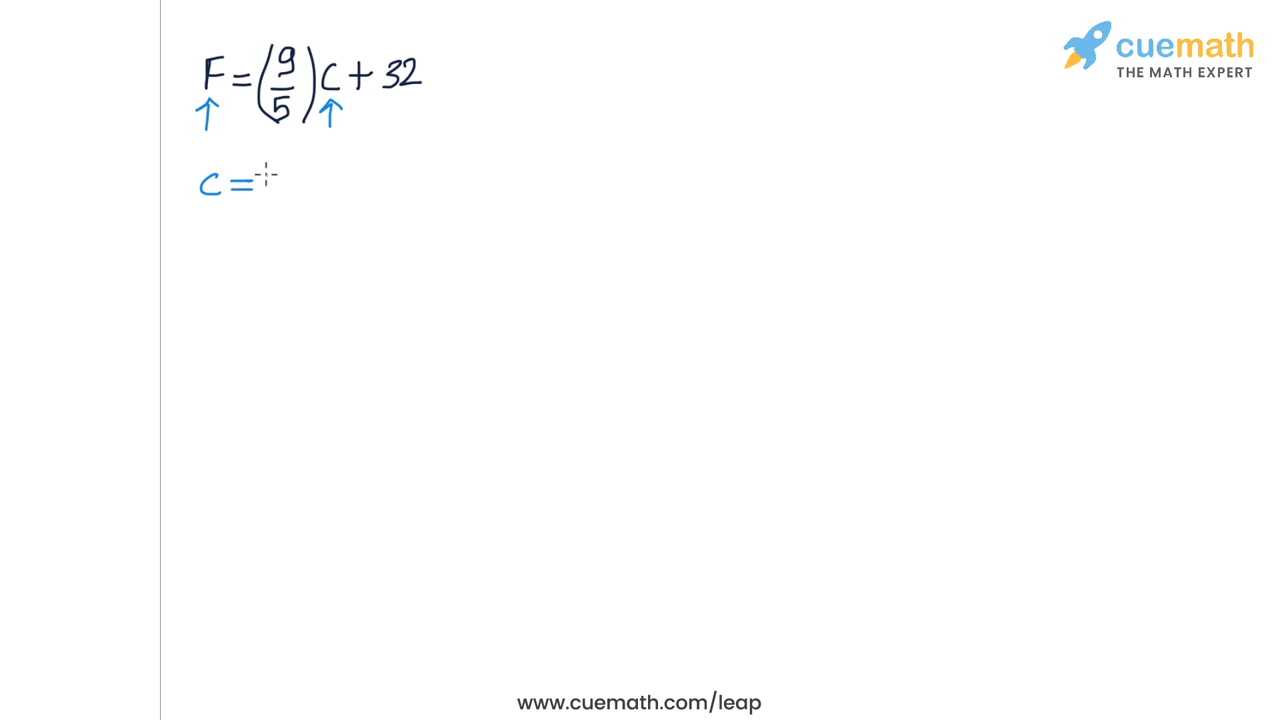 F = (9/5) C + 32
C =
cuemath
THE MATH EXPERT
www.cuemath.com/leap